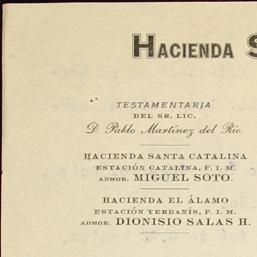 HACIENDA S
TESTAMENTARIA
DEL SR. LIC.
D. Pablo Martínez del Río.
HACIENDA SANTA CATALINA
ESTACIÓN CATALINA, F. I. M.
ADMOR. MIGUEL SOTO.
HACIENDA EL ÁLAMO
ESTACIÓN YERBANÍS, F. I. M.
ADMOR. DIONISIO SALAS H.